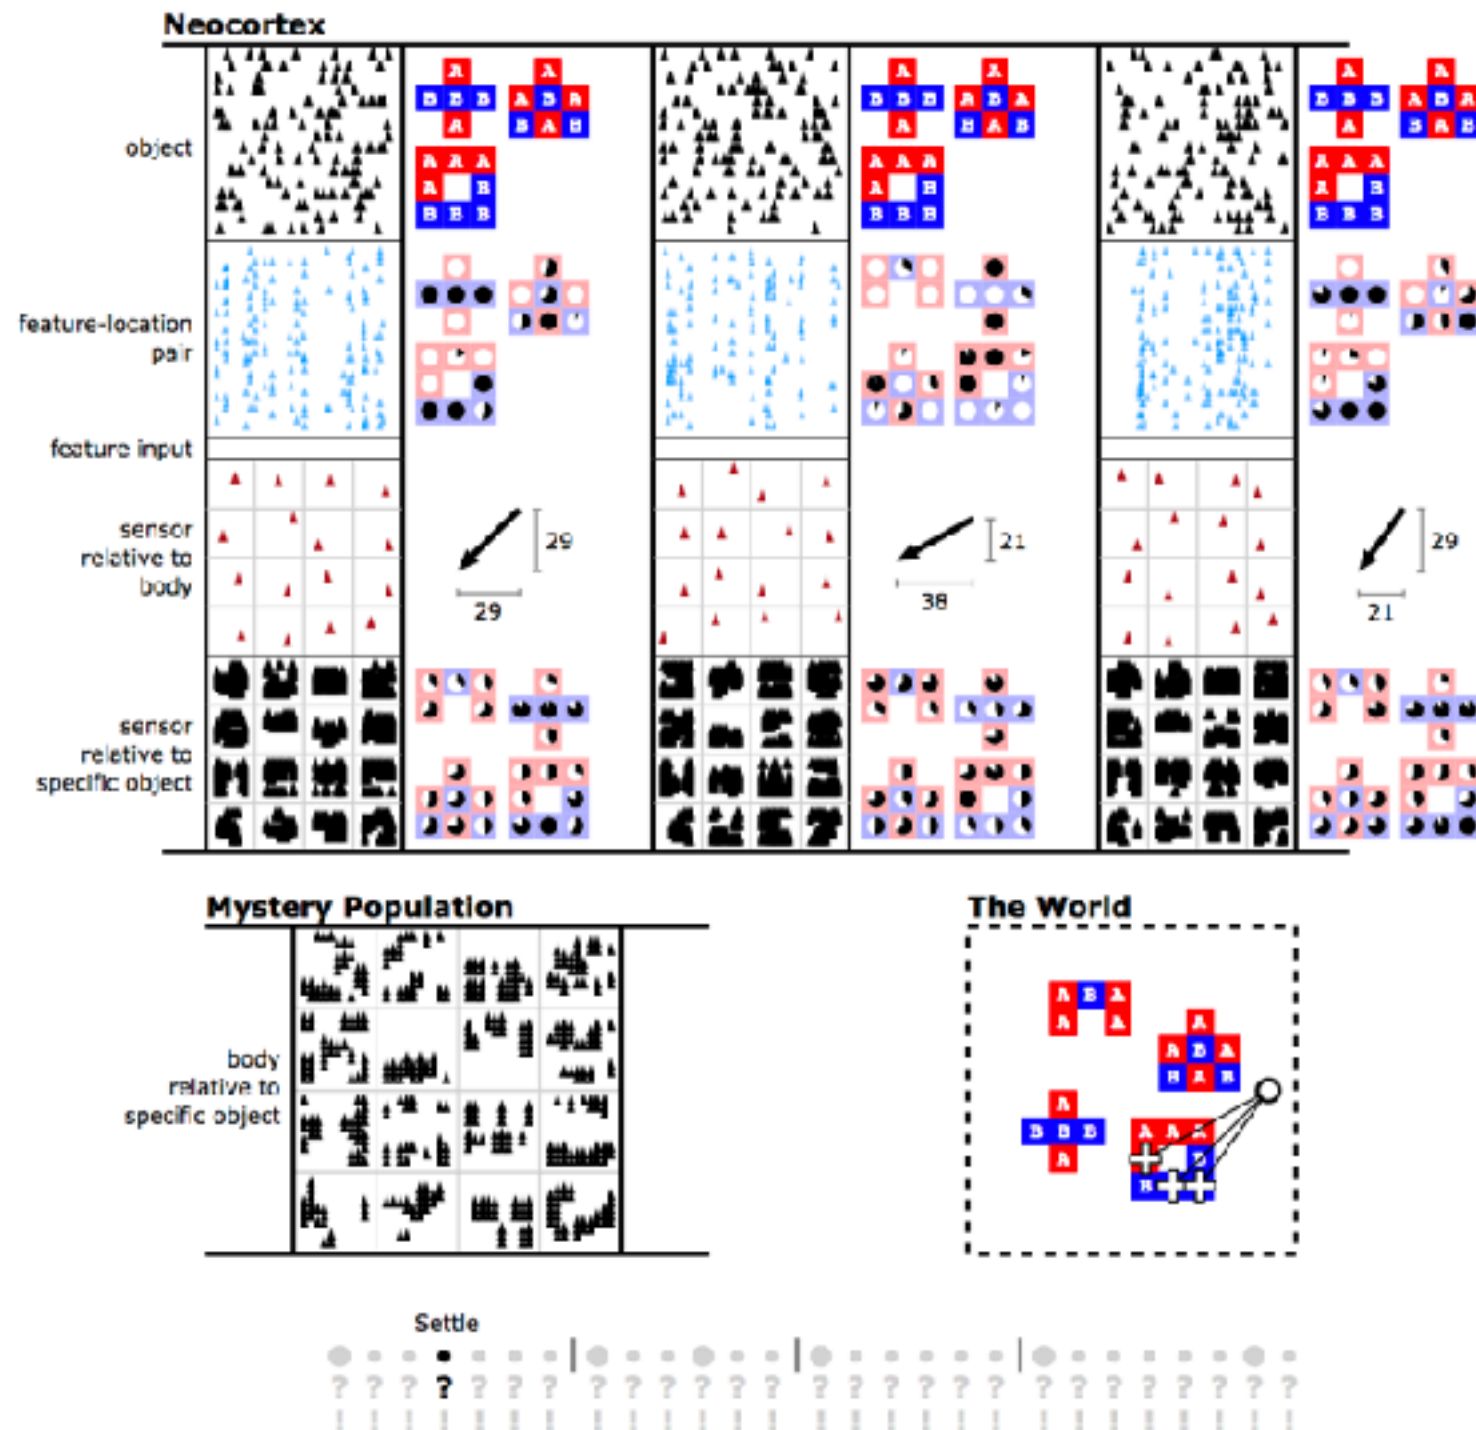 Neocortex
object
A A
B B B A B A
A B A B
A A A
A B
B B B
A A
B B B A B A
A B A B
A A A
A B
B B B
A A
B B B A B A
A B A B
A A A
A B
B B B
feature-location
pair
feature input
sensor
relative to
body
29
29
21
38
29
21
sensor
relative to
specific object
Mystery Population
body
relative to
specific object
The World
A B A
A A
A
A B A
B A B
A
B B B
A
A A A
B
B
Settle
? ? ? ? ? ? ? ? ? ? ? ? ? ? ? ? ? ? ? ? ? ? ? ? ? ? ?